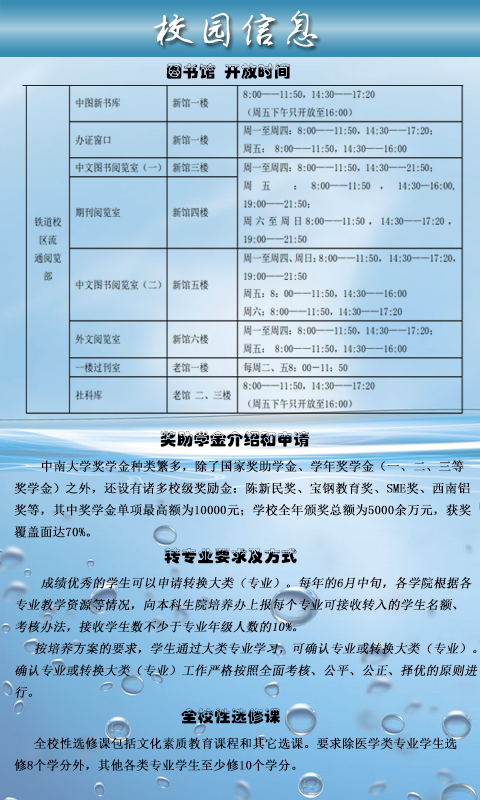 校园信息
图书馆 开放时间
铁道校
区流
通阅览
部
中图新书库 新馆一楼 8:00——11:50, 14:30——17:20
（周五下午只开放至16:00）
办证窗口 新馆一楼 周一至周四: 8:00——11:50, 14:30——17:20;
周五: 8:00——11:50, 14:30——16:00
中文图书阅览室（一） 新馆三楼 周一至周四: 8:00——11:50, 14:30——21:50;
期刊阅览室 新馆四楼 周 五 : 8:00——11:50 , 14:30—16:00,
19:00——21:50;
周 六 至 周 日 8:00——11:50 , 14:30——17:20 ,
19:00——21:50
中文图书阅览室（二） 新馆五楼 周一至周四、周日: 8:00——11:50, 14:30——17:20,
19:00——21:50
周五: 8: 00——11:50, 14:30——16:00
周六: 8:00——11:50, 14:30——17:20
外文阅览室 新馆六楼 周一至周四: 8:00——11:50, 14:30——17:20;
周五: 8:00——11:50, 14:30——16:00
一楼过刊室 老馆一楼 每周二、五8: 00－11: 50
社科库 老馆 二、三楼 8:00——11:50, 14:30——17:20
（周五下午只开放至16:00）
奖助学金介绍和申请
中南大学奖学金种类繁多，除了国家奖助学金、学年奖学金（一、二、三等
奖学金）之外，还设有诸多校级奖励金：陈新民奖、宝钢教育奖、SME奖、西南铝
奖等，其中奖学金单项最高额为10000元；学校全年颁奖总额为5000余万元，获奖
覆盖面达70%。
转专业要求及方式
成绩优秀的学生可以申请转换大类（专业）。每年的6月中旬，各学院根据各
专业教学资源等情况，向本科生院培养办上报每个专业可接收转入的学生名额、
考核办法，接收学生数不少于专业年级人数的10%。
按培养方案的要求，学生通过大类专业学习，可确认专业或转换大类（专业）。
确认专业或转换大类（专业）工作严格按照全面考核、公平、公正、择优的原则进
行。
全校性选修课
全校性选修课包括文化素质教育课程和其它选课。要求除医学类专业学生选
修8个学分外，其他各类专业学生至少修10个学分。